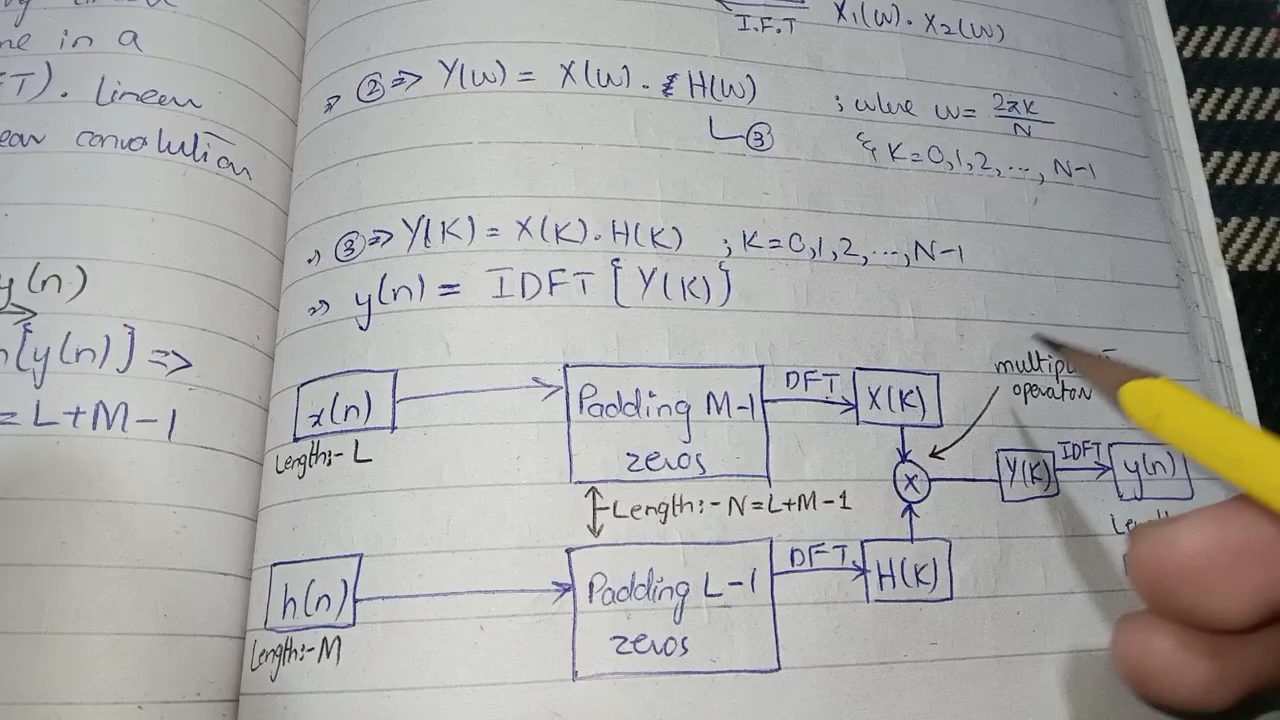 ne in a
T). Linear
ear convolution
y(n)
[y(n)] =>
= L+M-1
I.F.T X1(w). X2(w)
=> ② => Y(w) = X(w). H(w) ; where w= 2πk/N
③ & K=0,1,2,..., N-1
③ => Y(K) = X(K). H(K) ; K=0,1,2,...,N-1
=> y(n) = IDFT [Y(K)]
x(n)
Length:- L
Padding M-1
zeros
DFT
X(K)
operation
X
Y(K)
IDFT
y(n)
Length:- N=L+M-1
h(n)
Length:- M
Padding L-1
zeros
DFT
H(K)